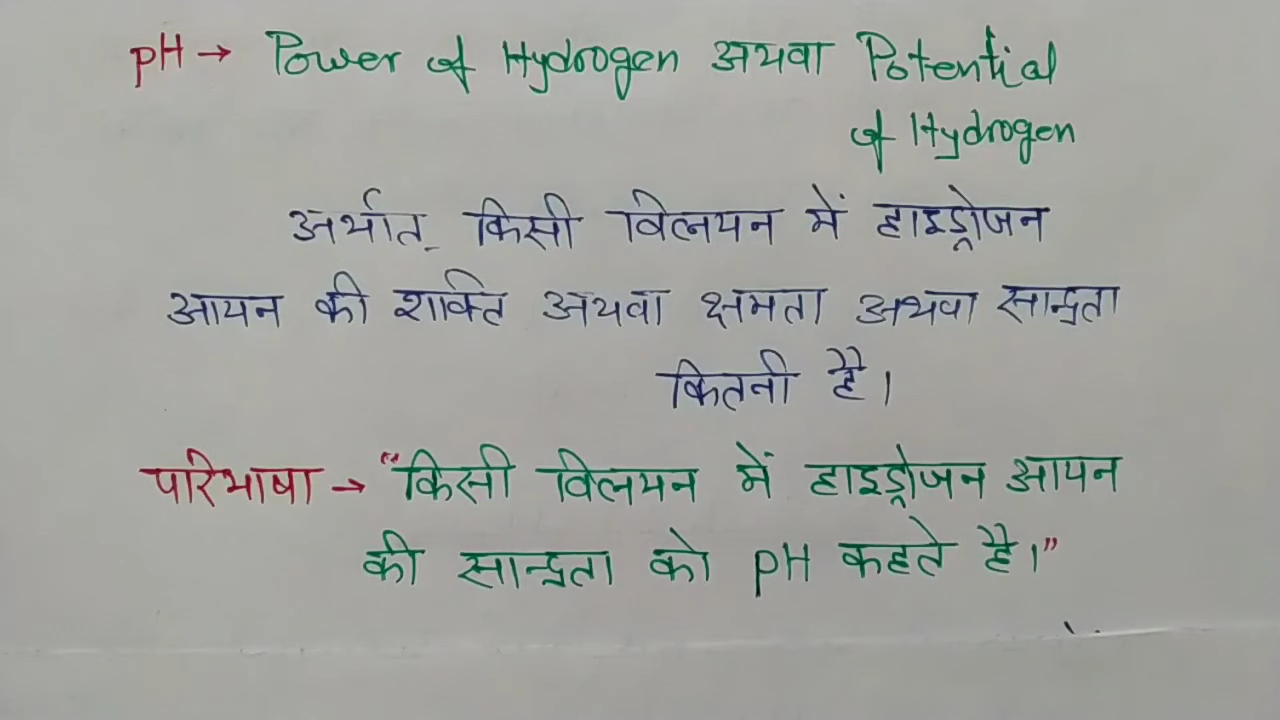 pH → Power of Hydrogen अथवा Potential
of Hydrogen
अर्थात् किसी विलयन में हाइड्रोजन
आयन की शक्ति अथवा क्षमता अथवा सान्द्रता
कितनी है।
परिभाषा → "किसी विलयन में हाइड्रोजन आयन
की सान्द्रता को pH कहते है।"